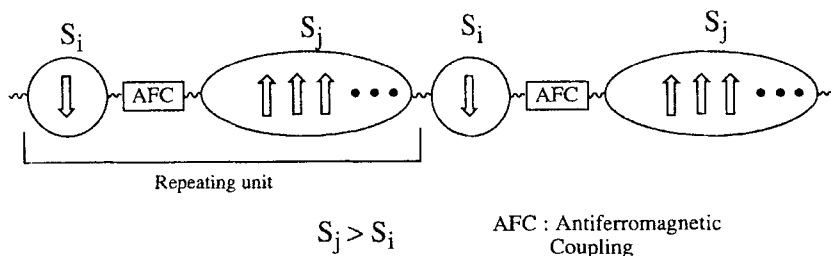 S_i S_j S_i S_j
AFC AFC
Repeating unit
S_j > S_i
AFC : Antiferromagnetic
Coupling